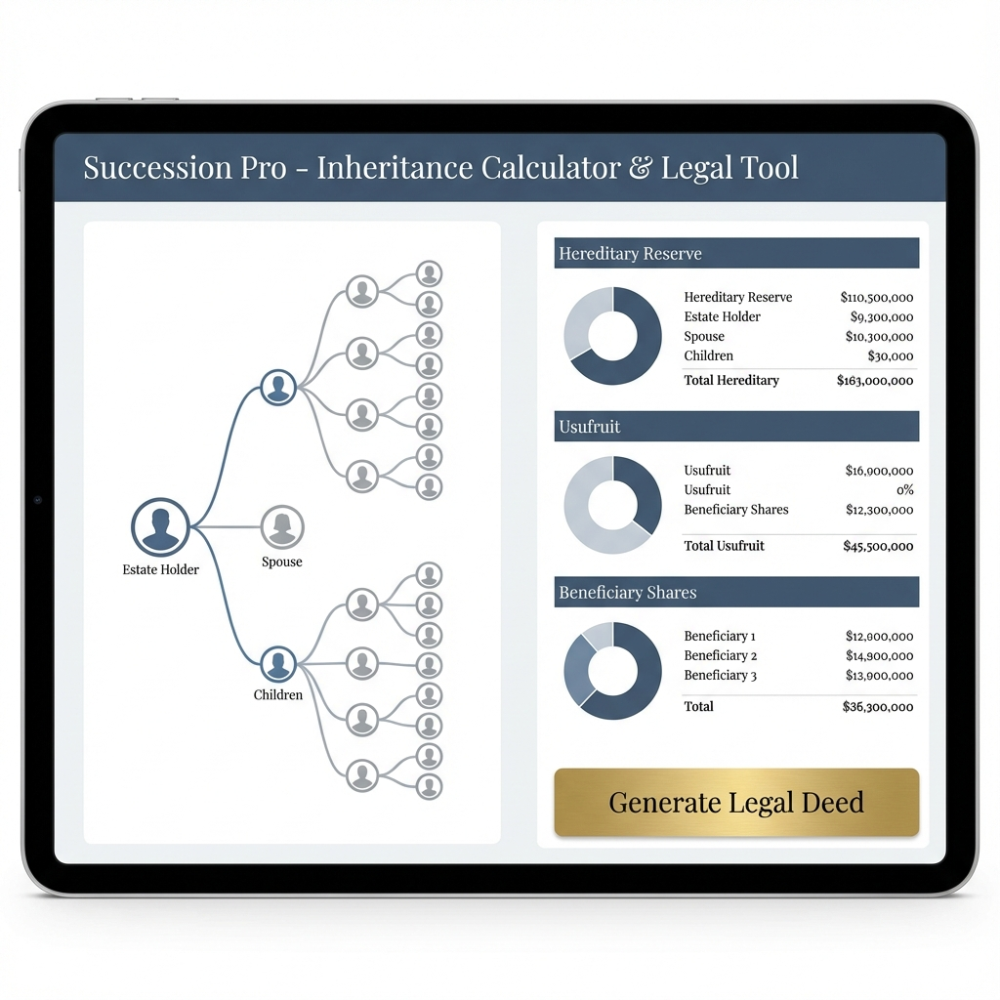 Succession Pro - Inheritance Calculator & Legal Tool
Estate Holder
Spouse
Children
Hereditary Reserve
Hereditary Reserve $110,500,000
Estate Holder $9,300,000
Spouse $10,300,000
Children $30,000
Total Hereditary $163,000,000
Usufruit
Usufruit $16,900,000
Usufruit 0%
Beneficiary Shares $12,300,000
Total Usufruit $45,500,000
Beneficiary Shares
Beneficiary 1 $12,000,000
Beneficiary 2 $14,900,000
Beneficiary 3 $13,900,000
Total $36,300,000
Generate Legal Deed